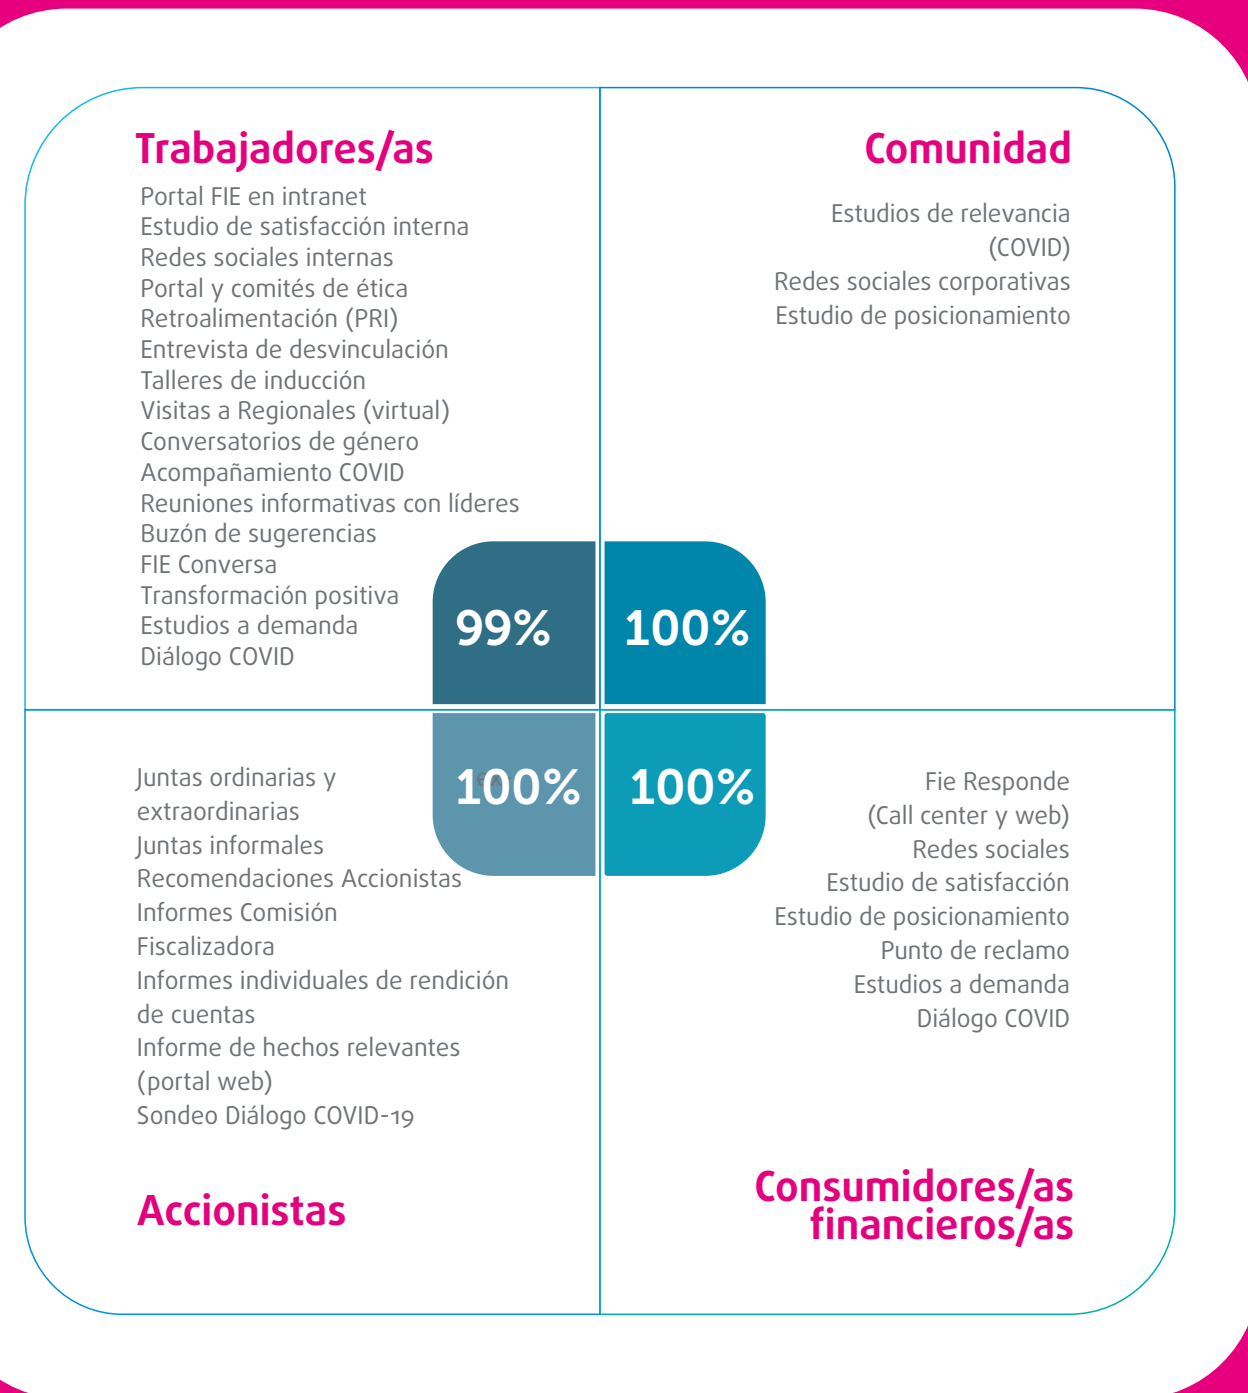 Trabajadores/as
Portal FIE en intranet
Estudio de satisfacción interna
Redes sociales internas
Portal y comités de ética
Retroalimentación (PRI)
Entrevista de desvinculación
Talleres de inducción
Visitas a Regionales (virtual)
Conversatorios de género
Acompañamiento COVID
Reuniones informativas con líderes
Buzón de sugerencias
FIE Conversa
Transformación positiva
Estudios a demanda
Diálogo COVID
99%
Comunidad
Estudios de relevancia
(COVID)
Redes sociales corporativas
Estudio de posicionamiento
100%
Juntas ordinarias y
extraordinarias
Juntas informales
Recomendaciones Accionistas
Informes Comisión
Fiscalizadora
Informes individuales de rendición
de cuentas
Informe de hechos relevantes
(portal web)
Sondeo Diálogo COVID-19
100%
Accionistas
100%
Fie Responde
(Call center y web)
Redes sociales
Estudio de satisfacción
Estudio de posicionamiento
Punto de reclamo
Estudios a demanda
Diálogo COVID
Consumidores/as
financieros/as